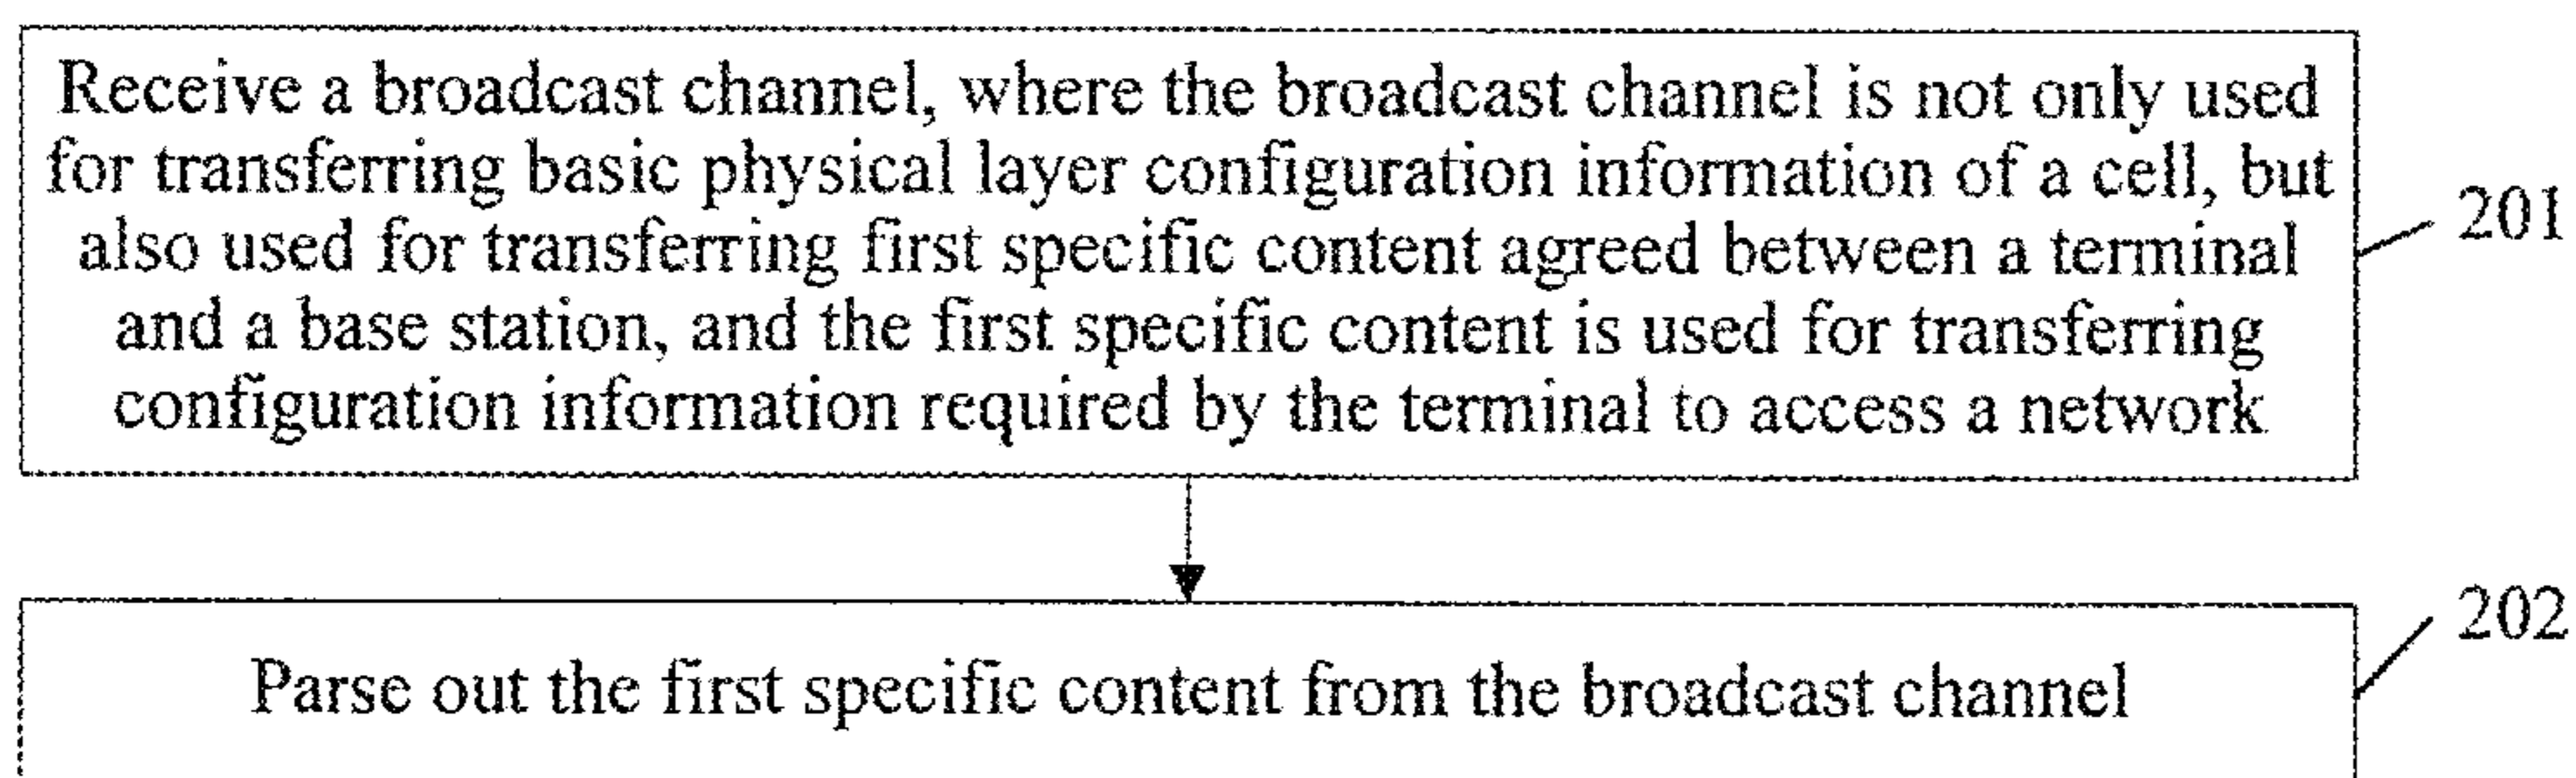 Receive a broadcast channel, where the broadcast channel is not only used
for transferring basic physical layer configuration information of a cell, but
also used for transferring first specific content agreed between a terminal
and a base station, and the first specific content is used for transferring
configuration information required by the terminal to access a network
201
202
Parse out the first specific content from the broadcast channel